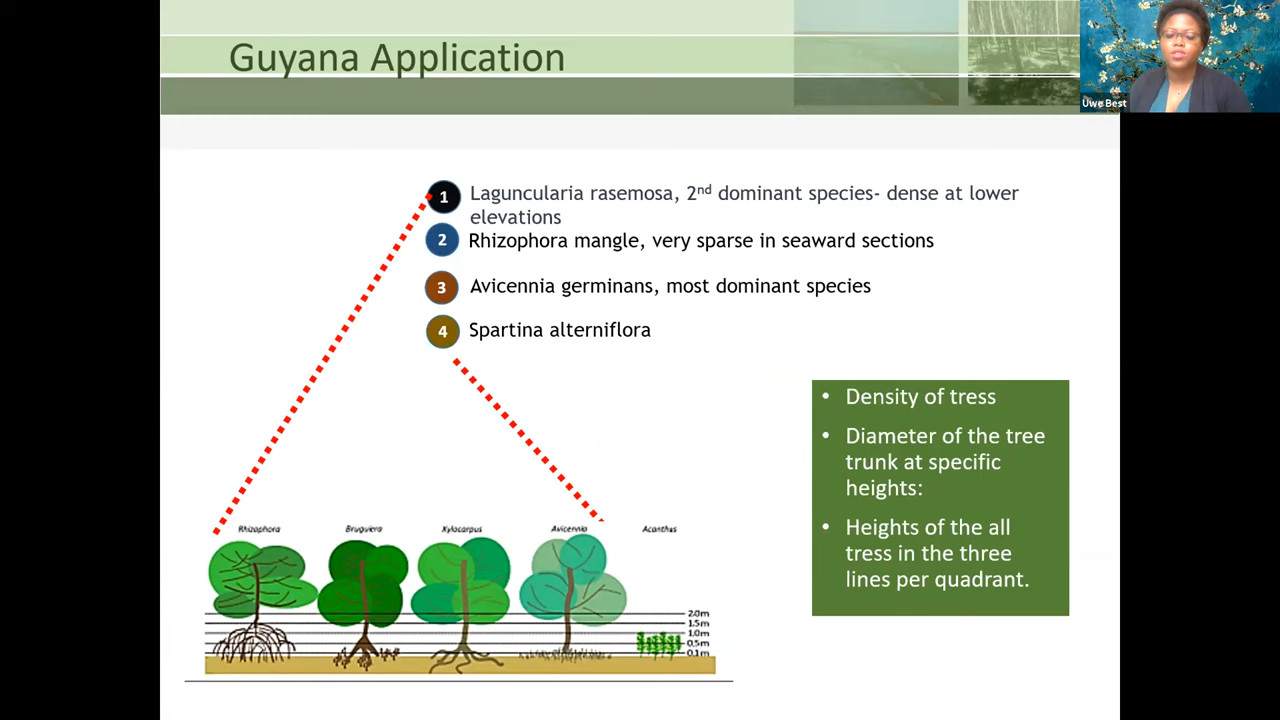 Guyana Application
Uwe Best
1 Laguncularia rasemosa, 2nd dominant species- dense at lower
elevations
2 Rhizophora mangle, very sparse in seaward sections
3 Avicennia germinans, most dominant species
4 Spartina alterniflora
• Density of tress
• Diameter of the tree
trunk at specific
heights:
• Heights of the all
tress in the three
lines per quadrant.
Rhizophora Bruguiera Xylocarpus Avicennia Acanthus
2.0m
1.5m
1.0m
0.5m
0.1m